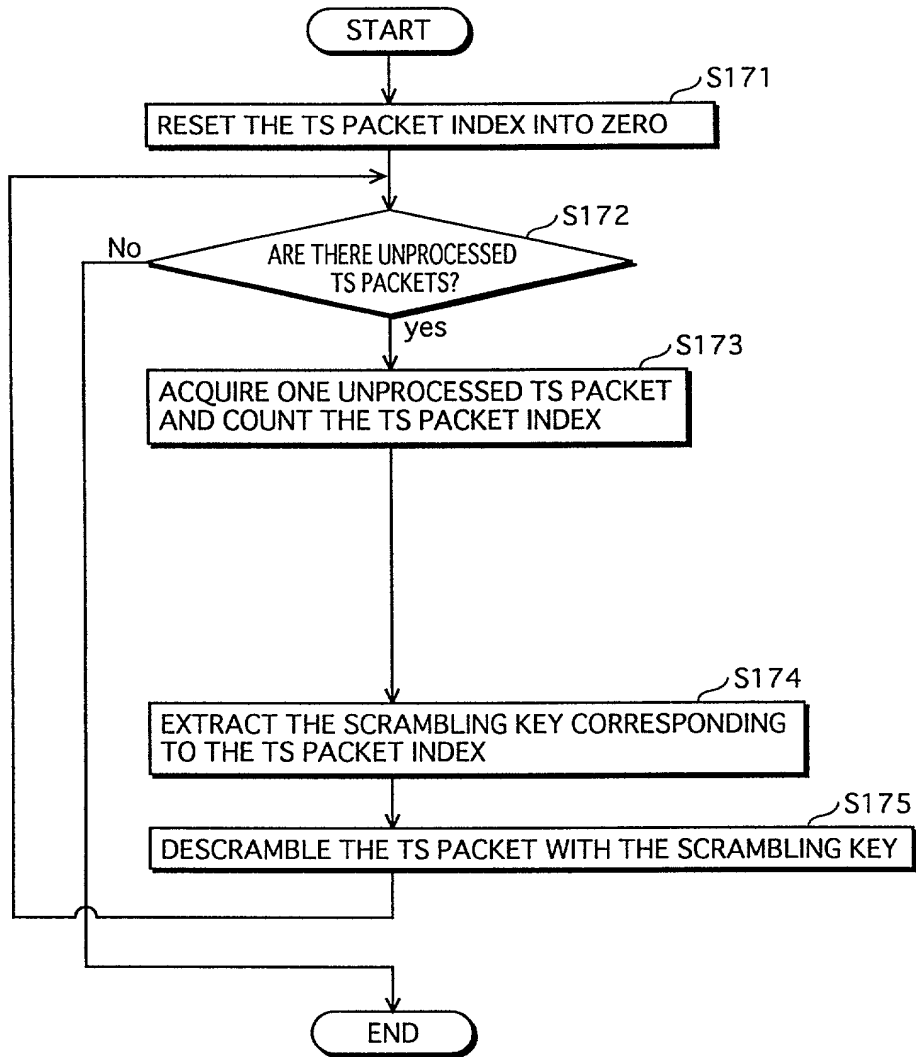 START
S171
RESET THE TS PACKET INDEX INTO ZERO
S172
No
ARE THERE UNPROCESSED
TS PACKETS?
yes
S173
ACQUIRE ONE UNPROCESSED TS PACKET
AND COUNT THE TS PACKET INDEX
S174
EXTRACT THE SCRAMBLING KEY CORRESPONDING
TO THE TS PACKET INDEX
S175
DESCRAMBLE THE TS PACKET WITH THE SCRAMBLING KEY
END